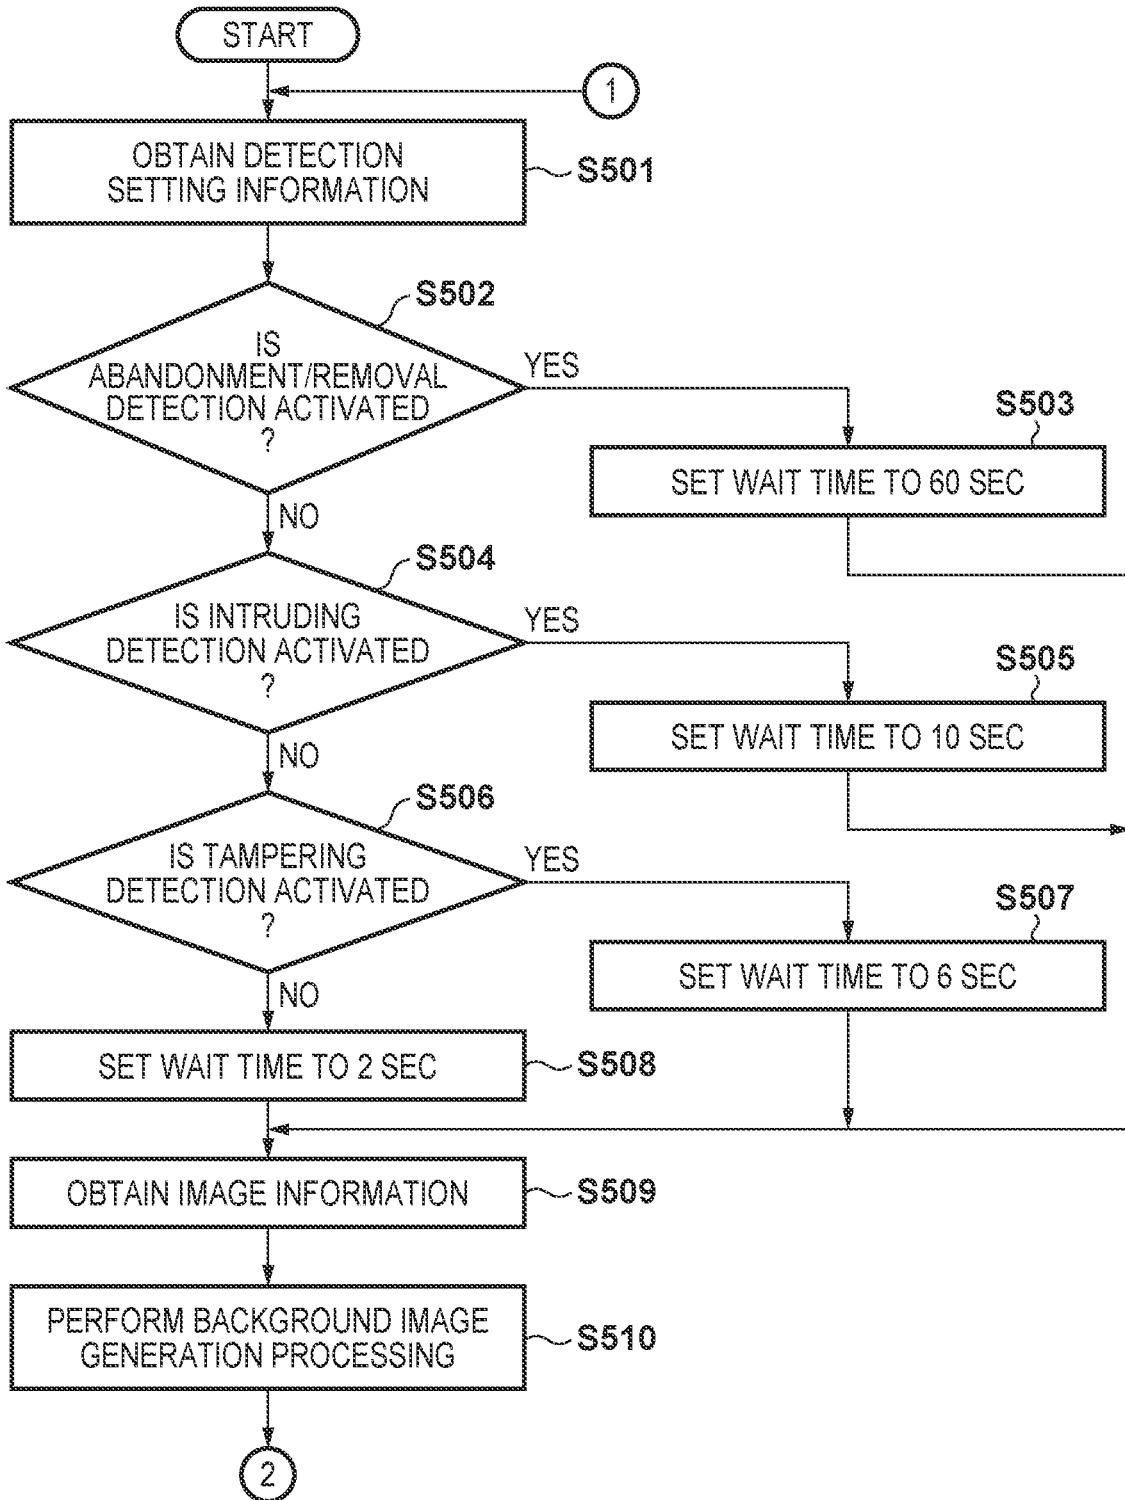 START
1
OBTAIN DETECTION
SETTING INFORMATION
S501
S502
IS
ABANDONMENT/REMOVAL
DETECTION ACTIVATED
?
YES
S503
SET WAIT TIME TO 60 SEC
NO
S504
IS INTRUDING
DETECTION ACTIVATED
?
YES
S505
SET WAIT TIME TO 10 SEC
NO
S506
IS TAMPERING
DETECTION ACTIVATED
?
YES
S507
SET WAIT TIME TO 6 SEC
NO
SET WAIT TIME TO 2 SEC
S508
OBTAIN IMAGE INFORMATION
S509
PERFORM BACKGROUND IMAGE
GENERATION PROCESSING
S510
2